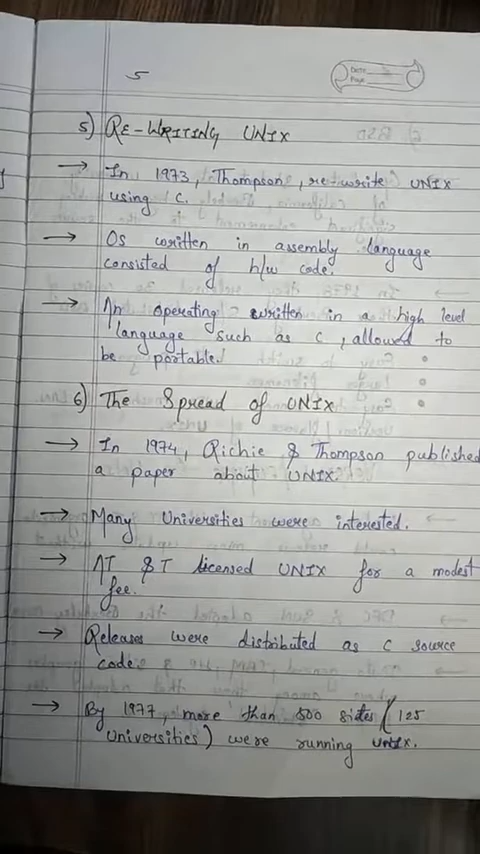 5
Date
Page
5) RE-WRITING UNIX
→ In 1973, Thompson, re-write UNIX
using C.
→ OS written in assembly language
consisted of h/w code.
→ An operating written in a high level
language such as C, allowed to
be portable.
6) The Spread of UNIX
→ In 1974, Richie & Thompson published
a paper about UNIX.
→ Many Universities were interested.
→ AT &T licensed UNIX for a modest
fee.
→ Releases were distributed as C source
code.
→ By 1977, more than 500 sites (125
Universities) were running UNIX.